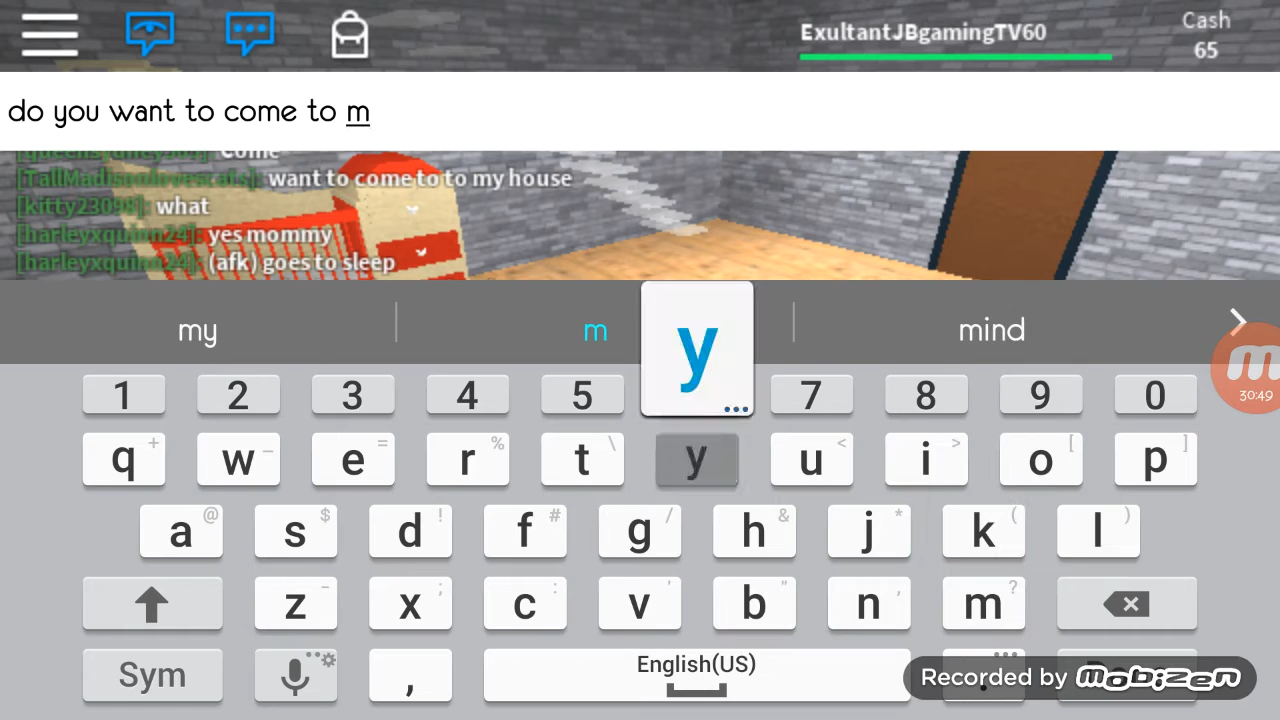 ExultantJBgamingTV60
Cash
65
do you want to come to m
Come
want to come to to my house
[kitty23098]: what
[harleyxquinn24]: yes mommy
[harleyxquinn24]: (afk) goes to sleep
my
m
y
mind
1 2 3 4 5 7 8 9 0
q + w - e = r % t \ y u < i > o [ p ]
a @ s $ d ! f # g / h & j * k ( l )
z - x ; c : v ' b " n , m ?
Sym , English(US) .
m
30:49
Recorded by mobizen